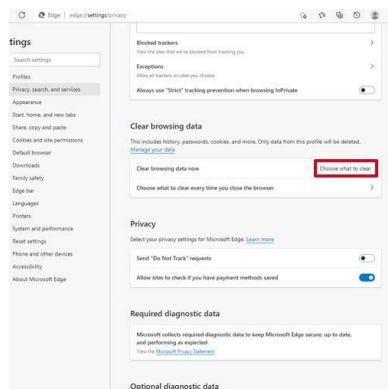 Edge | edge://settings/privacy
tings
Search settings
Profiles
Privacy, search, and services
Appearance
Start, home, and new tabs
Share, copy and paste
Cookies and site permissions
Default browser
Downloads
Family safety
Edge bar
Languages
Printers
System and performance
Reset settings
Phone and other devices
Accessibility
About Microsoft Edge
Blocked trackers
View the sites that we've blocked from tracking you
Exceptions
Allow all trackers on sites you choose
Always use "Strict" tracking prevention when browsing InPrivate
Clear browsing data
This includes history, passwords, cookies, and more. Only data from this profile will be deleted.
Manage your data
Clear browsing data now
Choose what to clear
Choose what to clear every time you close the browser
Privacy
Select your privacy settings for Microsoft Edge. Learn more
Send "Do Not Track" requests
Allow sites to check if you have payment methods saved
Required diagnostic data
Microsoft collects required diagnostic data to keep Microsoft Edge secure, up to date,
and performing as expected
View the Microsoft Privacy Statement
Optional diagnostic data